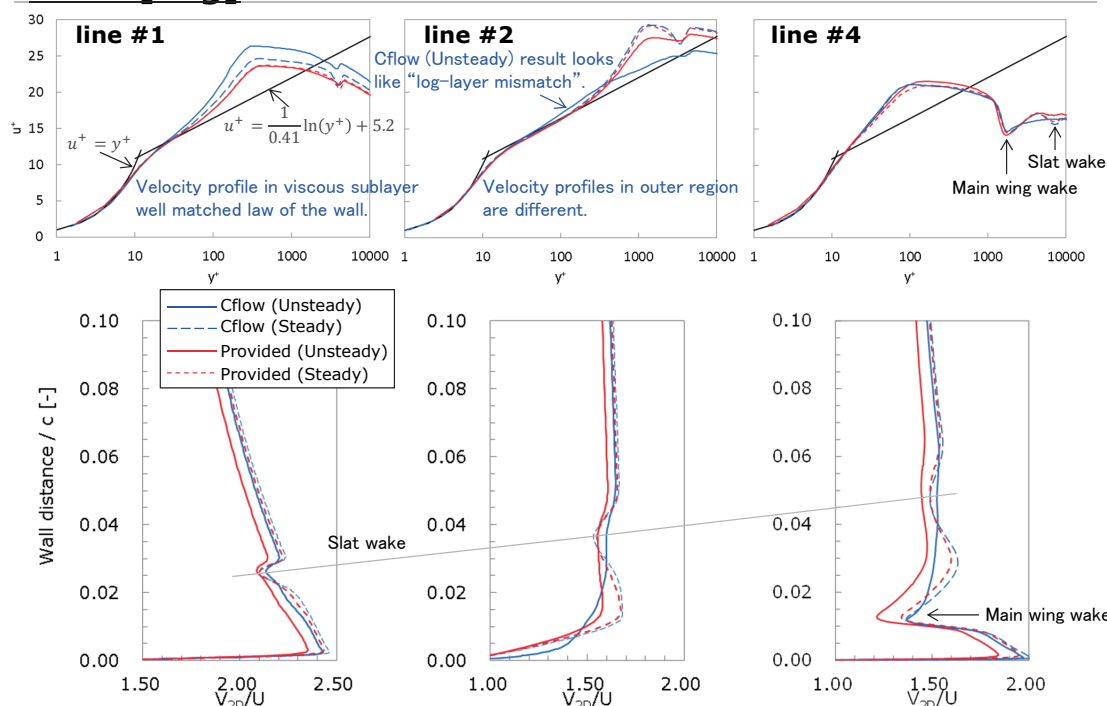 line #1
line #2
line #4
30
25
20
15
10
5
0
u⁺
Cflow (Unsteady) result looks
like “log-layer mismatch”.
u⁺ = y⁺
u⁺ = 1/0.41 ln(y⁺) + 5.2
Velocity profile in viscous sublayer
well matched law of the wall.
Velocity profiles in outer region
are different.
Slat wake
Main wing wake
1 10 100 1000 10000
1 10 100 1000 10000
1 10 100 1000 10000
y⁺
y⁺
y⁺
Cflow (Unsteady)
Cflow (Steady)
Provided (Unsteady)
Provided (Steady)
Wall distance / c [-]
0.10
0.08
0.06
0.04
0.02
0.00
0.10
0.08
0.06
0.04
0.02
0.00
0.10
0.08
0.06
0.04
0.02
0.00
Slat wake
Main wing wake
1.50 2.00 2.50
1.00 1.50 2.00
1.00 1.50 2.00
V2D/U
V2D/U
V2D/U